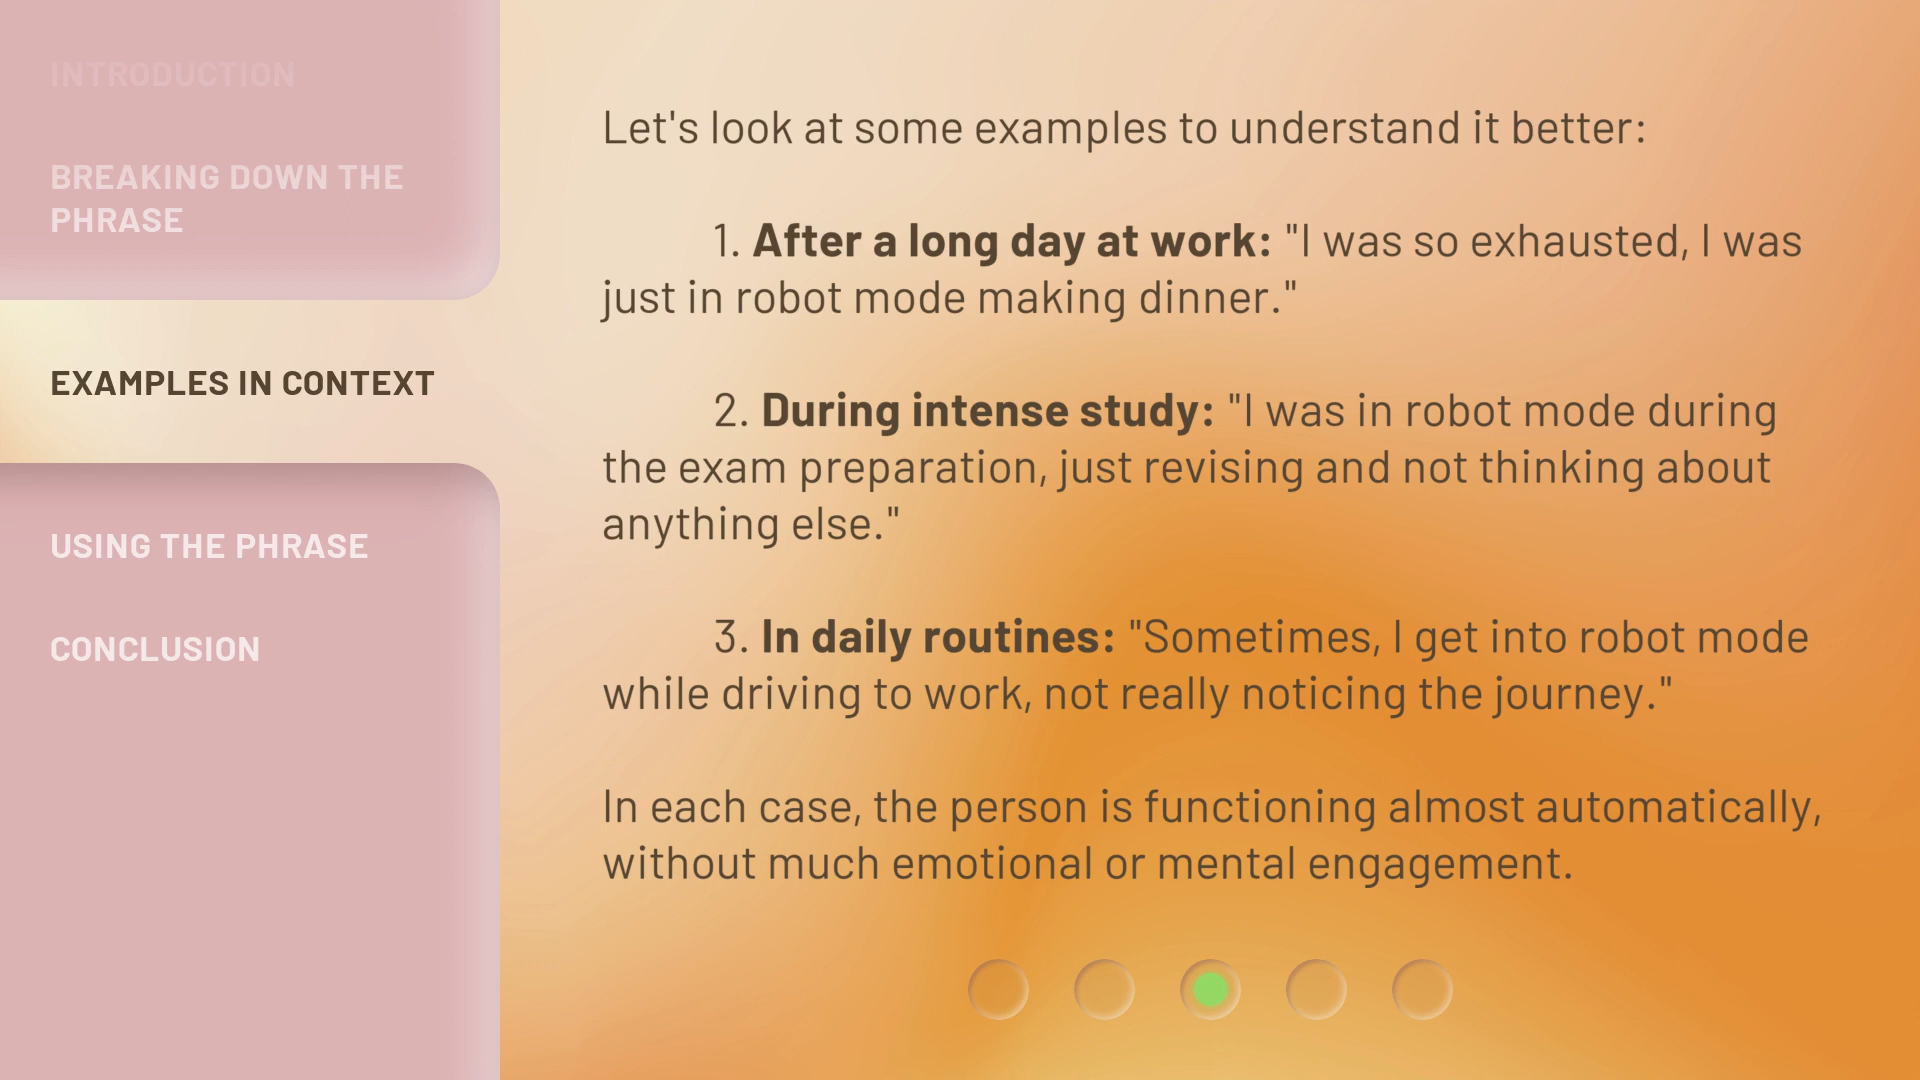 INTRODUCTION
BREAKING DOWN THE
PHRASE
EXAMPLES IN CONTEXT
USING THE PHRASE
CONCLUSION
Let's look at some examples to understand it better:
1. After a long day at work: "I was so exhausted, I was
just in robot mode making dinner."
2. During intense study: "I was in robot mode during
the exam preparation, just revising and not thinking about
anything else."
3. In daily routines: "Sometimes, I get into robot mode
while driving to work, not really noticing the journey."
In each case, the person is functioning almost automatically,
without much emotional or mental engagement.